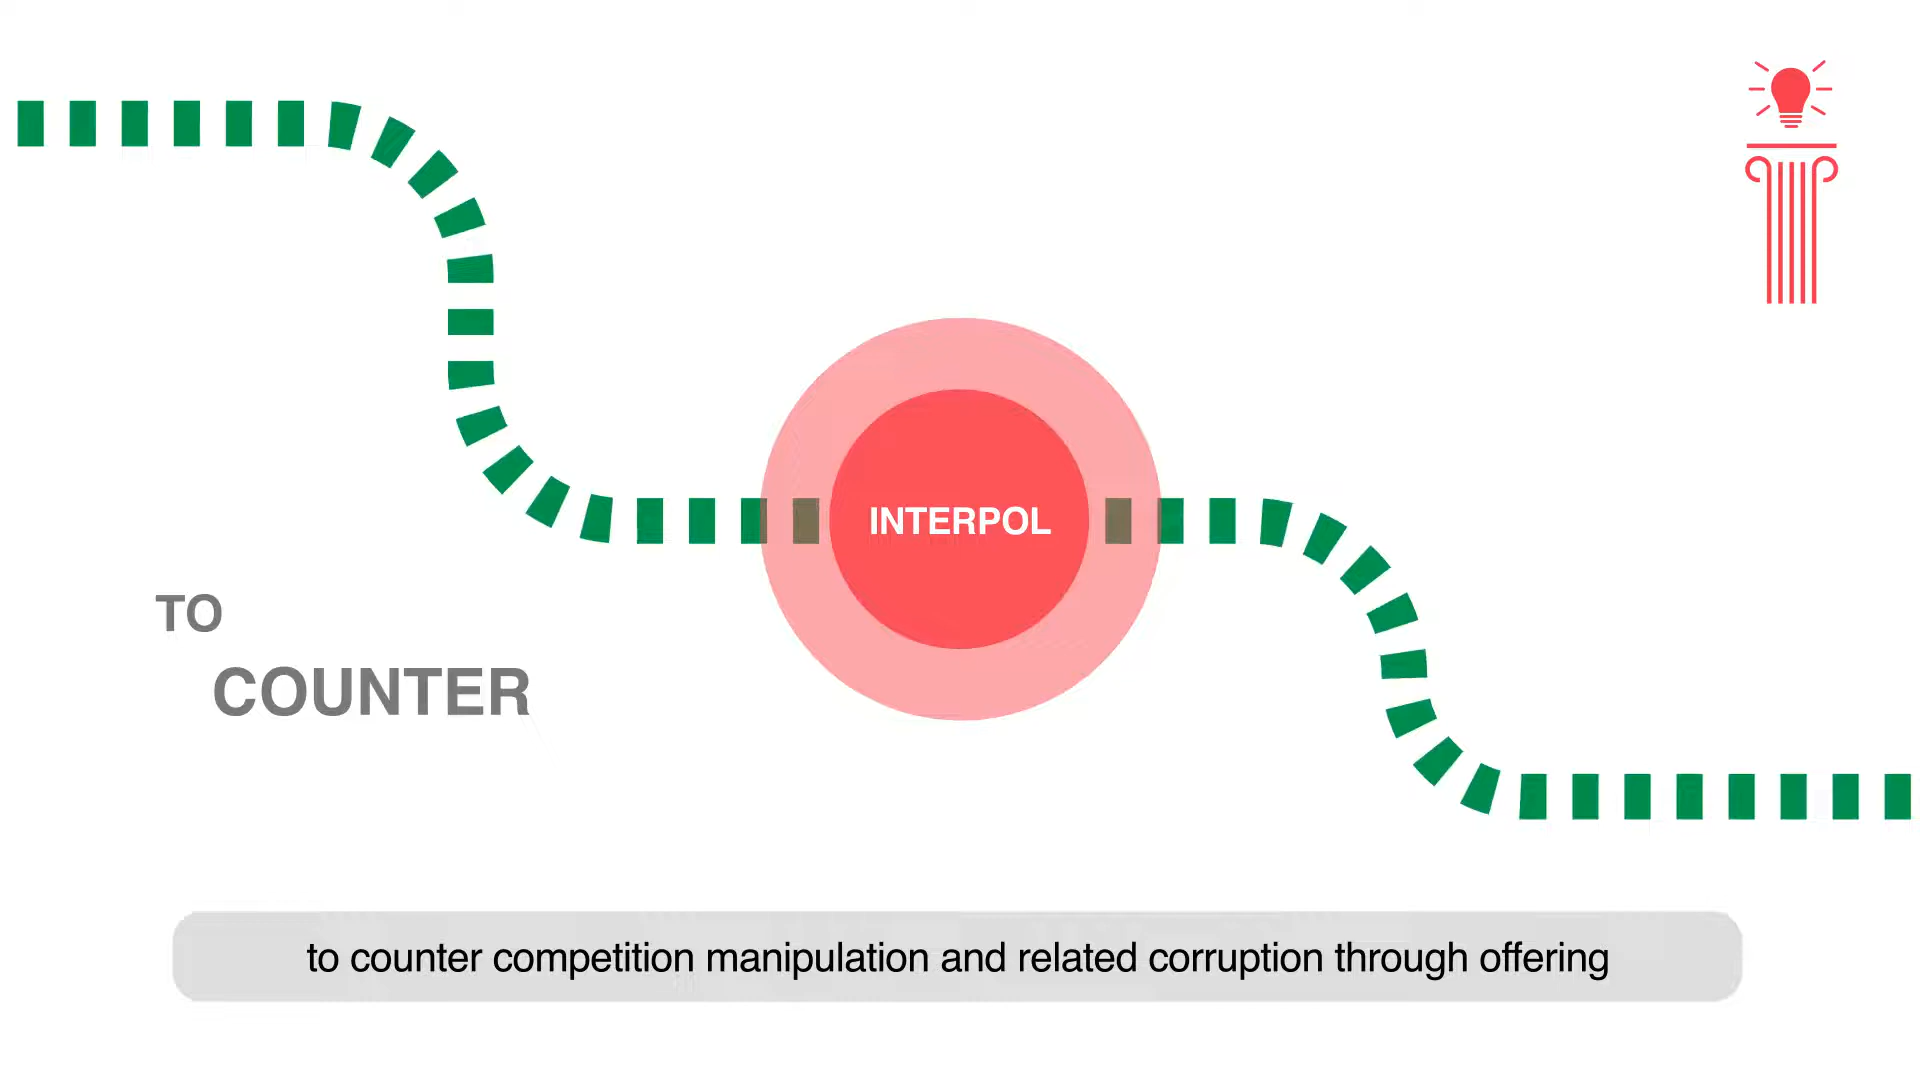 INTERPOL
TO
COUNTER
to counter competition manipulation and related corruption through offering